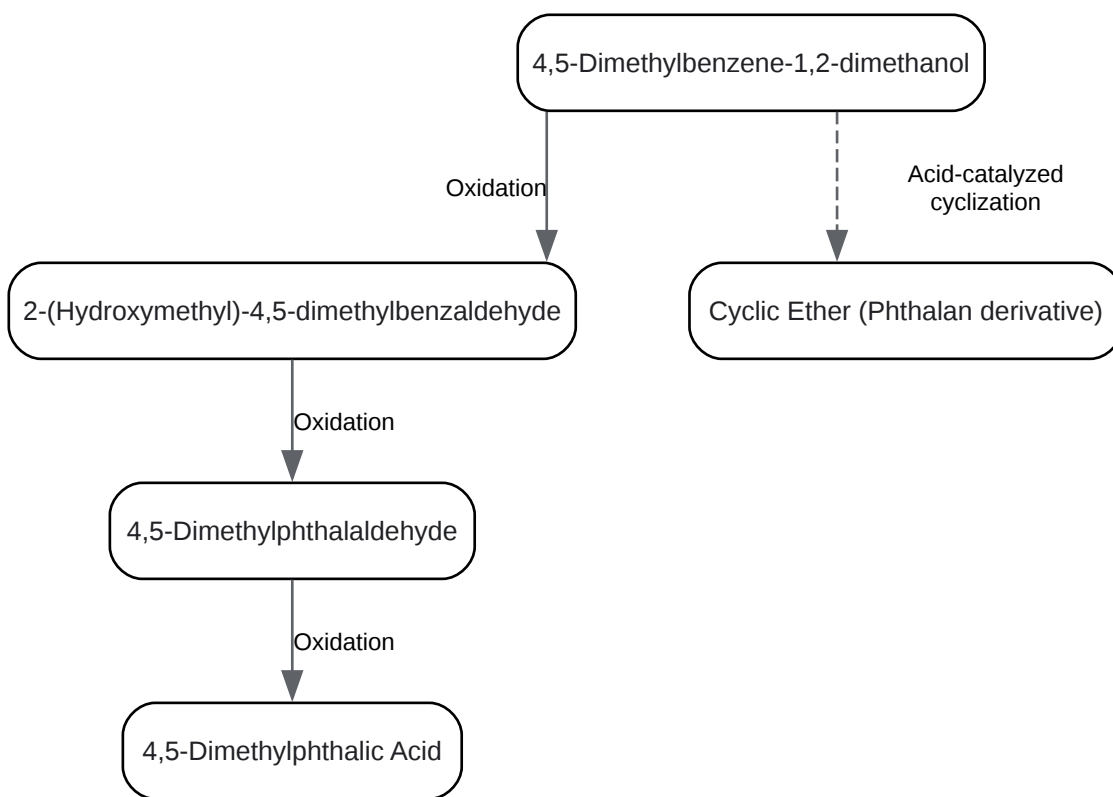 4,5-Dimethylbenzene-1,2-dimethanol
Oxidation
Acid-catalyzed
cyclization
2-(Hydroxymethyl)-4,5-dimethylbenzaldehyde
Cyclic Ether (Phthalan derivative)
Oxidation
4,5-Dimethylphthalaldehyde
Oxidation
4,5-Dimethylphthalic Acid